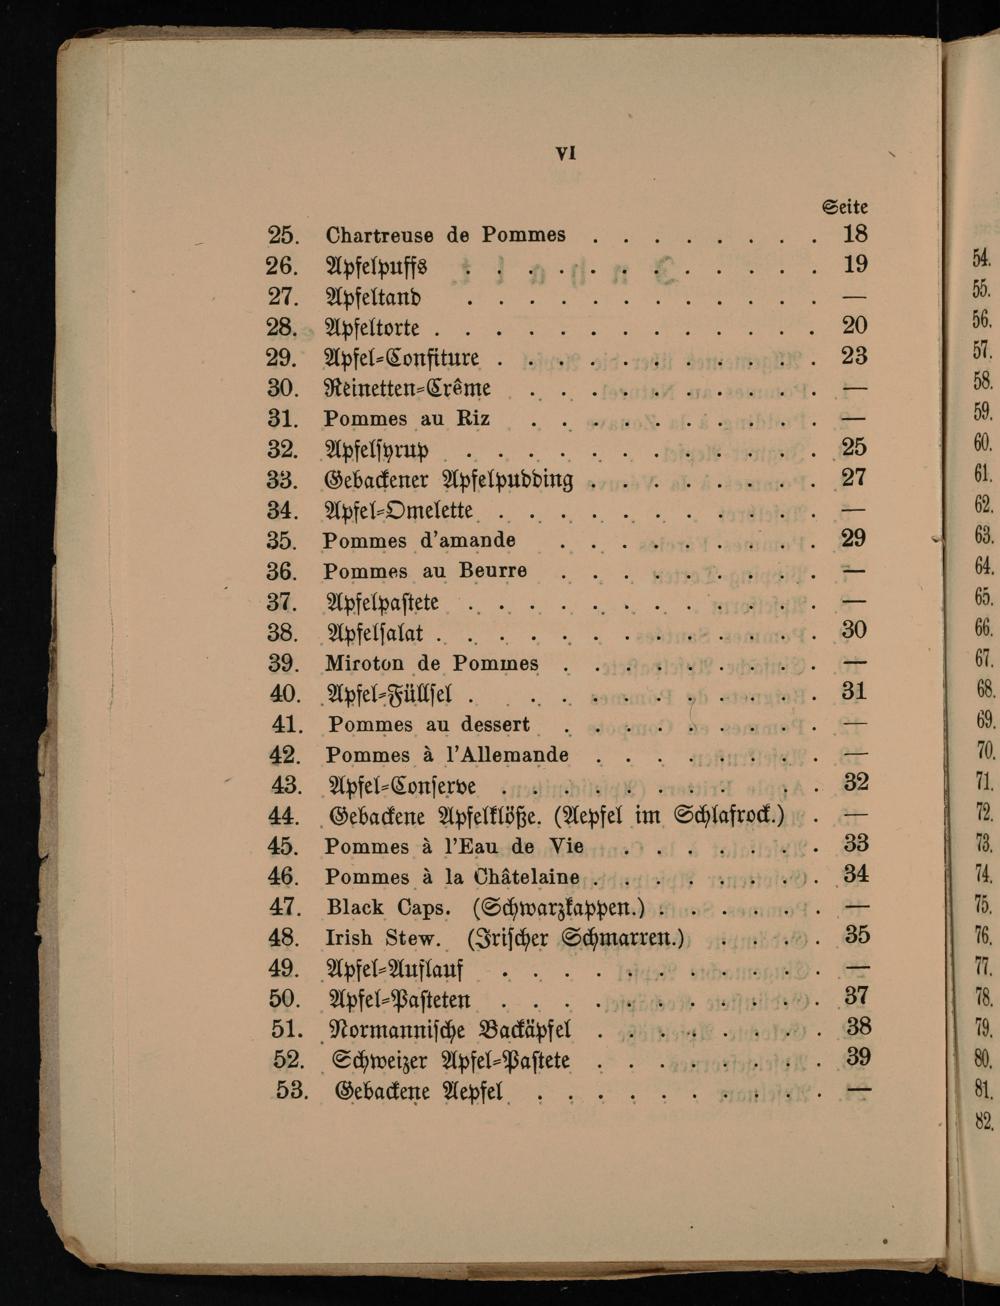 VI
Seite
25. Chartreuse de Pommes . . . . . . . . 18
26. Apfelpuffs . . . . . . . . . . . . 19
27. Apfeltand . . . . . . . . . . . . —
28. Apfeltorte . . . . . . . . . . . . . 20
29. Apfel-Confiture . . . . . . . . . . . 23
30. Reinetten-Crême . . . . . . . . . . —
31. Pommes au Riz . . . . . . . . . . —
32. Apfelsyrup . . . . . . . . . . . . 25
33. Gebackener Apfelpudding . . . . . . . . 27
34. Apfel-Omelette . . . . . . . . . . . —
35. Pommes d'amande . . . . . . . . . 29
36. Pommes au Beurre . . . . . . . . . —
37. Apfelpastete . . . . . . . . . . . . —
38. Apfelsalat . . . . . . . . . . . . . 30
39. Miroton de Pommes . . . . . . . . . —
40. Apfel-Füllsel . . . . . . . . . . . 31
41. Pommes au dessert . . . . . . . . . —
42. Pommes à l'Allemande . . . . . . . . —
43. Apfel-Conserve . . . . . . . . . . . 32
44. Gebackene Apfelklöße. (Aepfel im Schlafrock.) . —
45. Pommes à l'Eau de Vie . . . . . . . 33
46. Pommes à la Châtelaine . . . . . . . . 34
47. Black Caps. (Schwarzkappen.) . . . . . . —
48. Irish Stew. (Irischer Schmarren.) . . . . 35
49. Apfel-Auflauf . . . . . . . . . . . —
50. Apfel-Pasteten . . . . . . . . . . . 37
51. Normannische Backäpfel . . . . . . . . 38
52. Schweizer Apfel-Pastete . . . . . . . . 39
53. Gebackene Aepfel . . . . . . . . . . —
54.
55.
56.
57.
58.
59.
60.
61.
62.
63.
64.
65.
66.
67.
68.
69.
70.
71.
72.
73.
74.
75.
76.
77.
78.
79.
80.
81.
82.